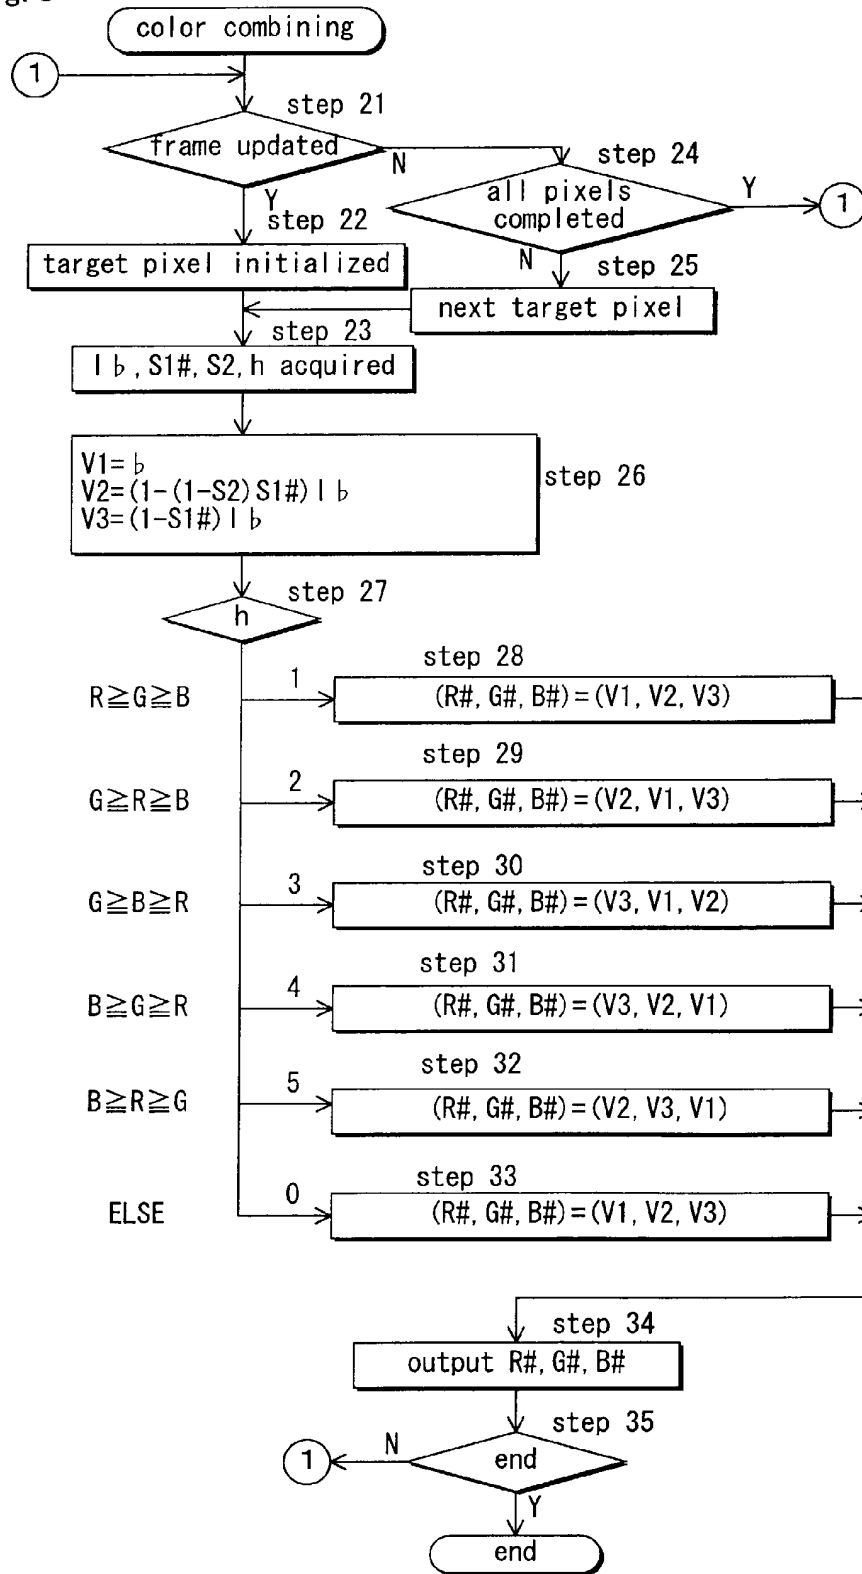 color combining
1
step 21
frame updated
N
step 24
all pixels
completed
Y
1
Y
step 22
target pixel initialized
N
step 25
next target pixel
step 23
l♭, S1#, S2, h acquired
V1=♭
V2=(1-(1-S2)S1#)l♭
V3=(1-S1#)l♭
step 26
step 27
h
step 28
R≧G≧B
1
(R#, G#, B#)=(V1, V2, V3)
step 29
G≧R≧B
2
(R#, G#, B#)=(V2, V1, V3)
step 30
G≧B≧R
3
(R#, G#, B#)=(V3, V1, V2)
step 31
B≧G≧R
4
(R#, G#, B#)=(V3, V2, V1)
step 32
B≧R≧G
5
(R#, G#, B#)=(V2, V3, V1)
step 33
ELSE
0
(R#, G#, B#)=(V1, V2, V3)
step 34
output R#, G#, B#
step 35
1
N
end
Y
end